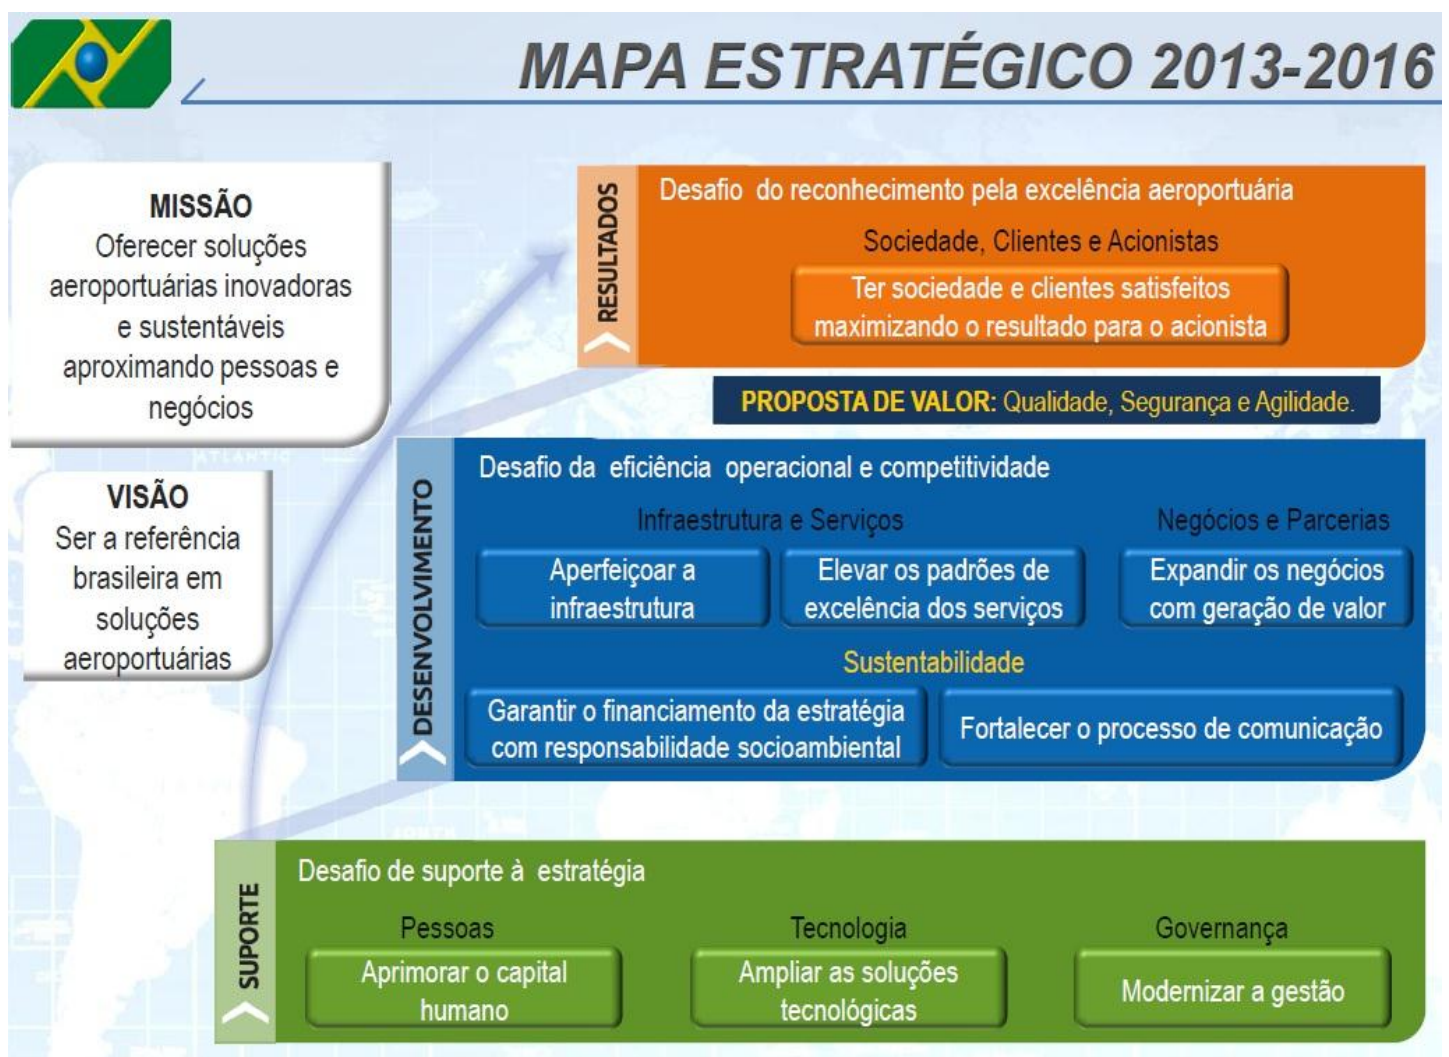 MAPA ESTRATÉGICO 2013-2016
MISSÃO
Oferecer soluções
aeroportuárias inovadoras
e sustentáveis
aproximando pessoas e
negócios
VISÃO
Ser a referência
brasileira em
soluções
aeroportuárias
RESULTADOS
Desafio do reconhecimento pela excelência aeroportuária
Sociedade, Clientes e Acionistas
Ter sociedade e clientes satisfeitos
maximizando o resultado para o acionista
PROPOSTA DE VALOR: Qualidade, Segurança e Agilidade.
DESENVOLVIMENTO
Desafio da eficiência operacional e competitividade
Infraestrutura e Serviços
Aperfeiçoar a
infraestrutura
Elevar os padrões de
excelência dos serviços
Negócios e Parcerias
Expandir os negócios
com geração de valor
Sustentabilidade
Garantir o financiamento da estratégia
com responsabilidade socioambiental
Fortalecer o processo de comunicação
SUPORTE
Desafio de suporte à estratégia
Pessoas
Aprimorar o capital
humano
Tecnologia
Ampliar as soluções
tecnológicas
Governança
Modernizar a gestão